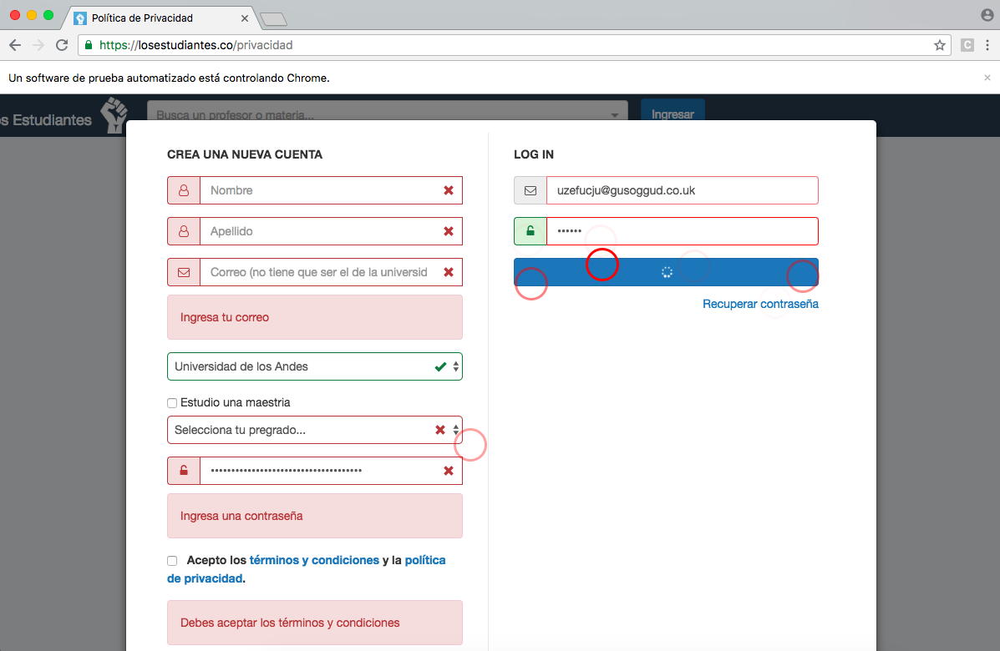 Política de Privacidad
https://losestudiantes.co/privacidad
C
Un software de prueba automatizado está controlando Chrome.
s Estudiantes
Busca un profesor o materia...
Ingresar
CREA UNA NUEVA CUENTA
Nombre
Apellido
Correo (no tiene que ser el de la universid
Ingresa tu correo
Universidad de los Andes
Estudio una maestria
Selecciona tu pregrado...
Ingresa una contraseña
Acepto los términos y condiciones y la política
de privacidad.
Debes aceptar los términos y condiciones
LOG IN
uzefucju@gusoggud.co.uk
Recuperar contraseña